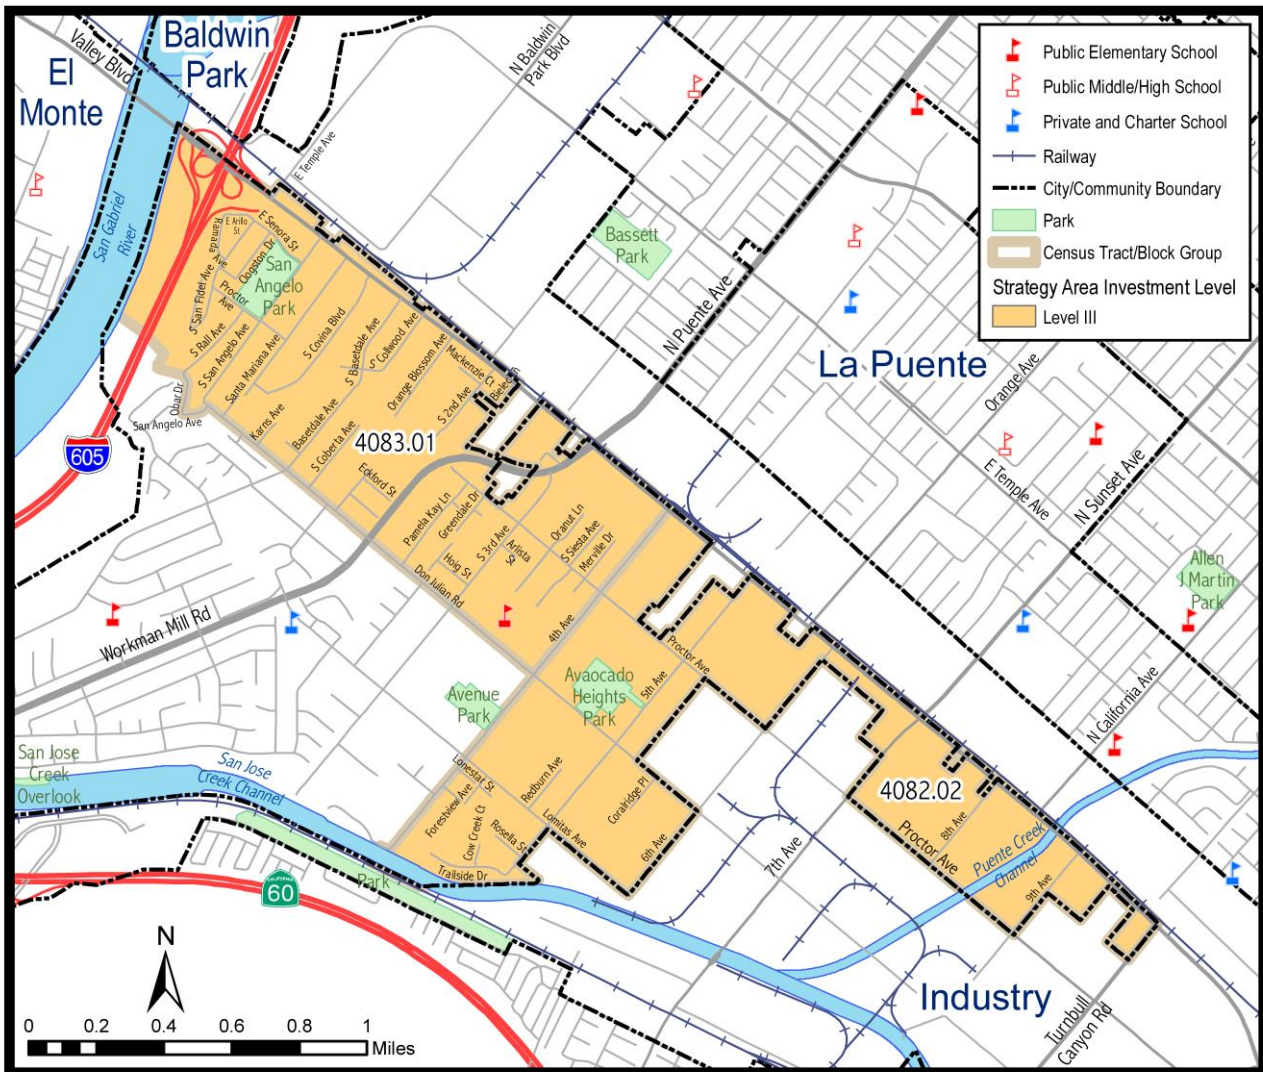 Baldwin
Park
El
Monte
Valley Blvd
N Baldwin
Park Blvd
E Temple Ave
San Gabriel
River
E Arillo
St
E Senora St
Ramada
Ave
Clogston Dr
San
Angelo
Park
Proctor
Ave
S San Fidel Ave
S Rall Ave
S San Angelo Ave
Santa Mariana Ave
S Covina Blvd
S Basetdale Ave
S Collwood Ave
Orange Blossom Ave
Mackenzie Ct
S 2nd Ave
Obar Dr
San Angelo Ave
Karris Ave
Basetdale Ave
S Coberta Ave
4083.01
Eckford St
605
Bassett
Park
N Puente Ave
La Puente
Orange Ave
E Temple Ave
N Sunset Ave
Allen
J Martin
Park
N California Ave
Pamela Kay Ln
Greendale Dr
Hoig St
S 3rd Ave
Arlista
St
Oranut Ln
S Siesta Ave
Merville Dr
Don Julian Rd
4th Ave
Workman Mill Rd
Proctor Ave
5th Ave
Avaocado
Heights
Park
Avenue
Park
San Jose
Creek
Overlook
San Jose
Creek Channel
Lonestar St
Forestview Ave
Cow Creek Ct
Rosella St
Redburn Ave
Lomitas Ave
Coralridge Pl
6th Ave
Trailside Dr
Park
CALIFORNIA
60
4082.02
Proctor Ave
8th Ave
7th Ave
9th Ave
Puente Creek
Channel
Industry
Turnbull
Canyon Rd
N
0 0.2 0.4 0.6 0.8 1
Miles
Public Elementary School
Public Middle/High School
Private and Charter School
Railway
City/Community Boundary
Park
Census Tract/Block Group
Strategy Area Investment Level
Level III